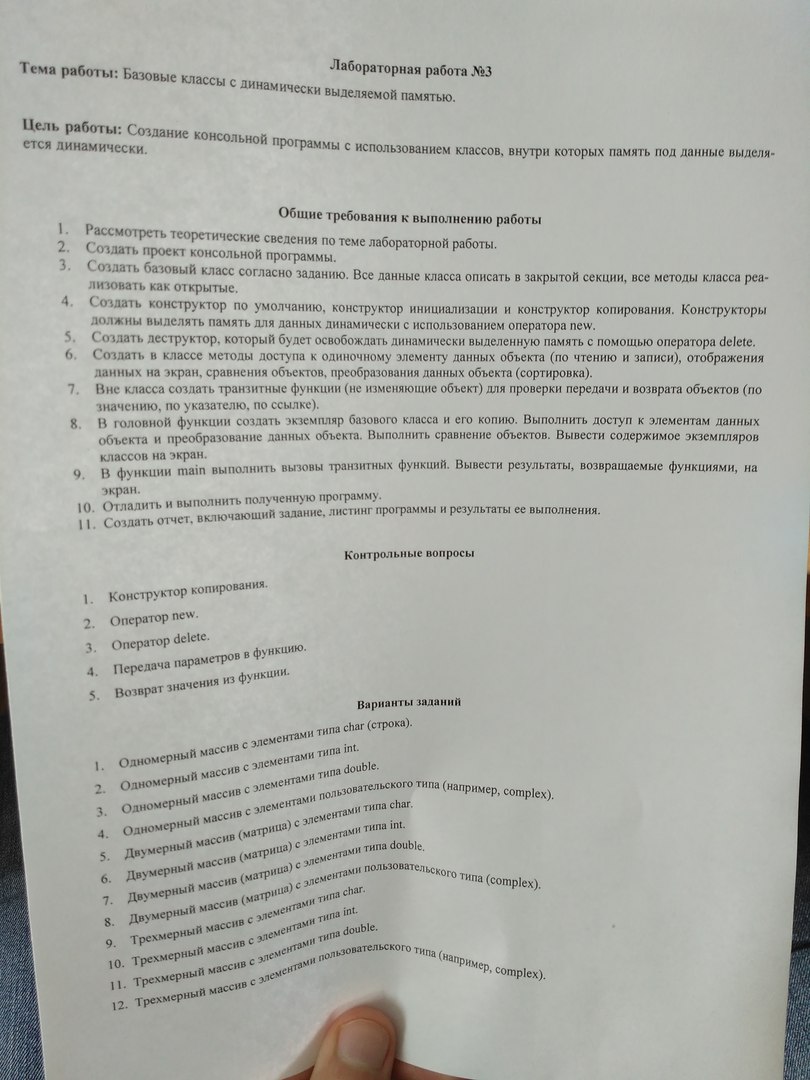 Лабораторная работа №3
Тема работы: Базовые классы с динамически выделяемой памятью.
Цель работы: Создание консольной программы с использованием классов, внутри которых память под данные выделя-
ется динамически.
Общие требования к выполнению работы
1. Рассмотреть теоретические сведения по теме лабораторной работы.
2. Создать проект консольной программы.
3. Создать базовый класс согласно заданию. Все данные класса описать в закрытой секции, все методы класса реа-
лизовать как открытые.
4. Создать конструктор по умолчанию, конструктор инициализации и конструктор копирования. Конструкторы
должны выделять память для данных динамически с использованием оператора new.
5. Создать деструктор, который будет освобождать динамически выделенную память с помощью оператора delete.
6. Создать в классе методы доступа к одиночному элементу данных объекта (по чтению и записи), отображения
данных на экран, сравнения объектов, преобразования данных объекта (сортировка).
7. Вне класса создать транзитные функции (не изменяющие объект) для проверки передачи и возврата объектов (по
значению, по указателю, по ссылке).
8. В головной функции создать экземпляр базового класса и его копию. Выполнить доступ к элементам данных
объекта и преобразование данных объекта. Выполнить сравнение объектов. Вывести содержимое экземпляров
классов на экран.
9. В функции main выполнить вызовы транзитных функций. Вывести результаты, возвращаемые функциями, на
экран.
10. Отладить и выполнить полученную программу.
11. Создать отчет, включающий задание, листинг программы и результаты ее выполнения.
Контрольные вопросы
1. Конструктор копирования.
2. Оператор new.
3. Оператор delete.
4. Передача параметров в функцию.
5. Возврат значения из функции.
Варианты заданий
1. Одномерный массив с элементами типа char (строка).
2. Одномерный массив с элементами типа int.
3. Одномерный массив с элементами типа double.
4. Одномерный массив с элементами пользовательского типа (например, complex).
5. Двумерный массив (матрица) с элементами типа char.
6. Двумерный массив (матрица) с элементами типа int.
7. Двумерный массив (матрица) с элементами типа double.
8. Двумерный массив (матрица) с элементами пользовательского типа (complex).
9. Трехмерный массив с элементами типа char.
10. Трехмерный массив с элементами типа int.
11. Трехмерный массив с элементами типа double.
12. Трехмерный массив с элементами пользовательского типа (например, complex).